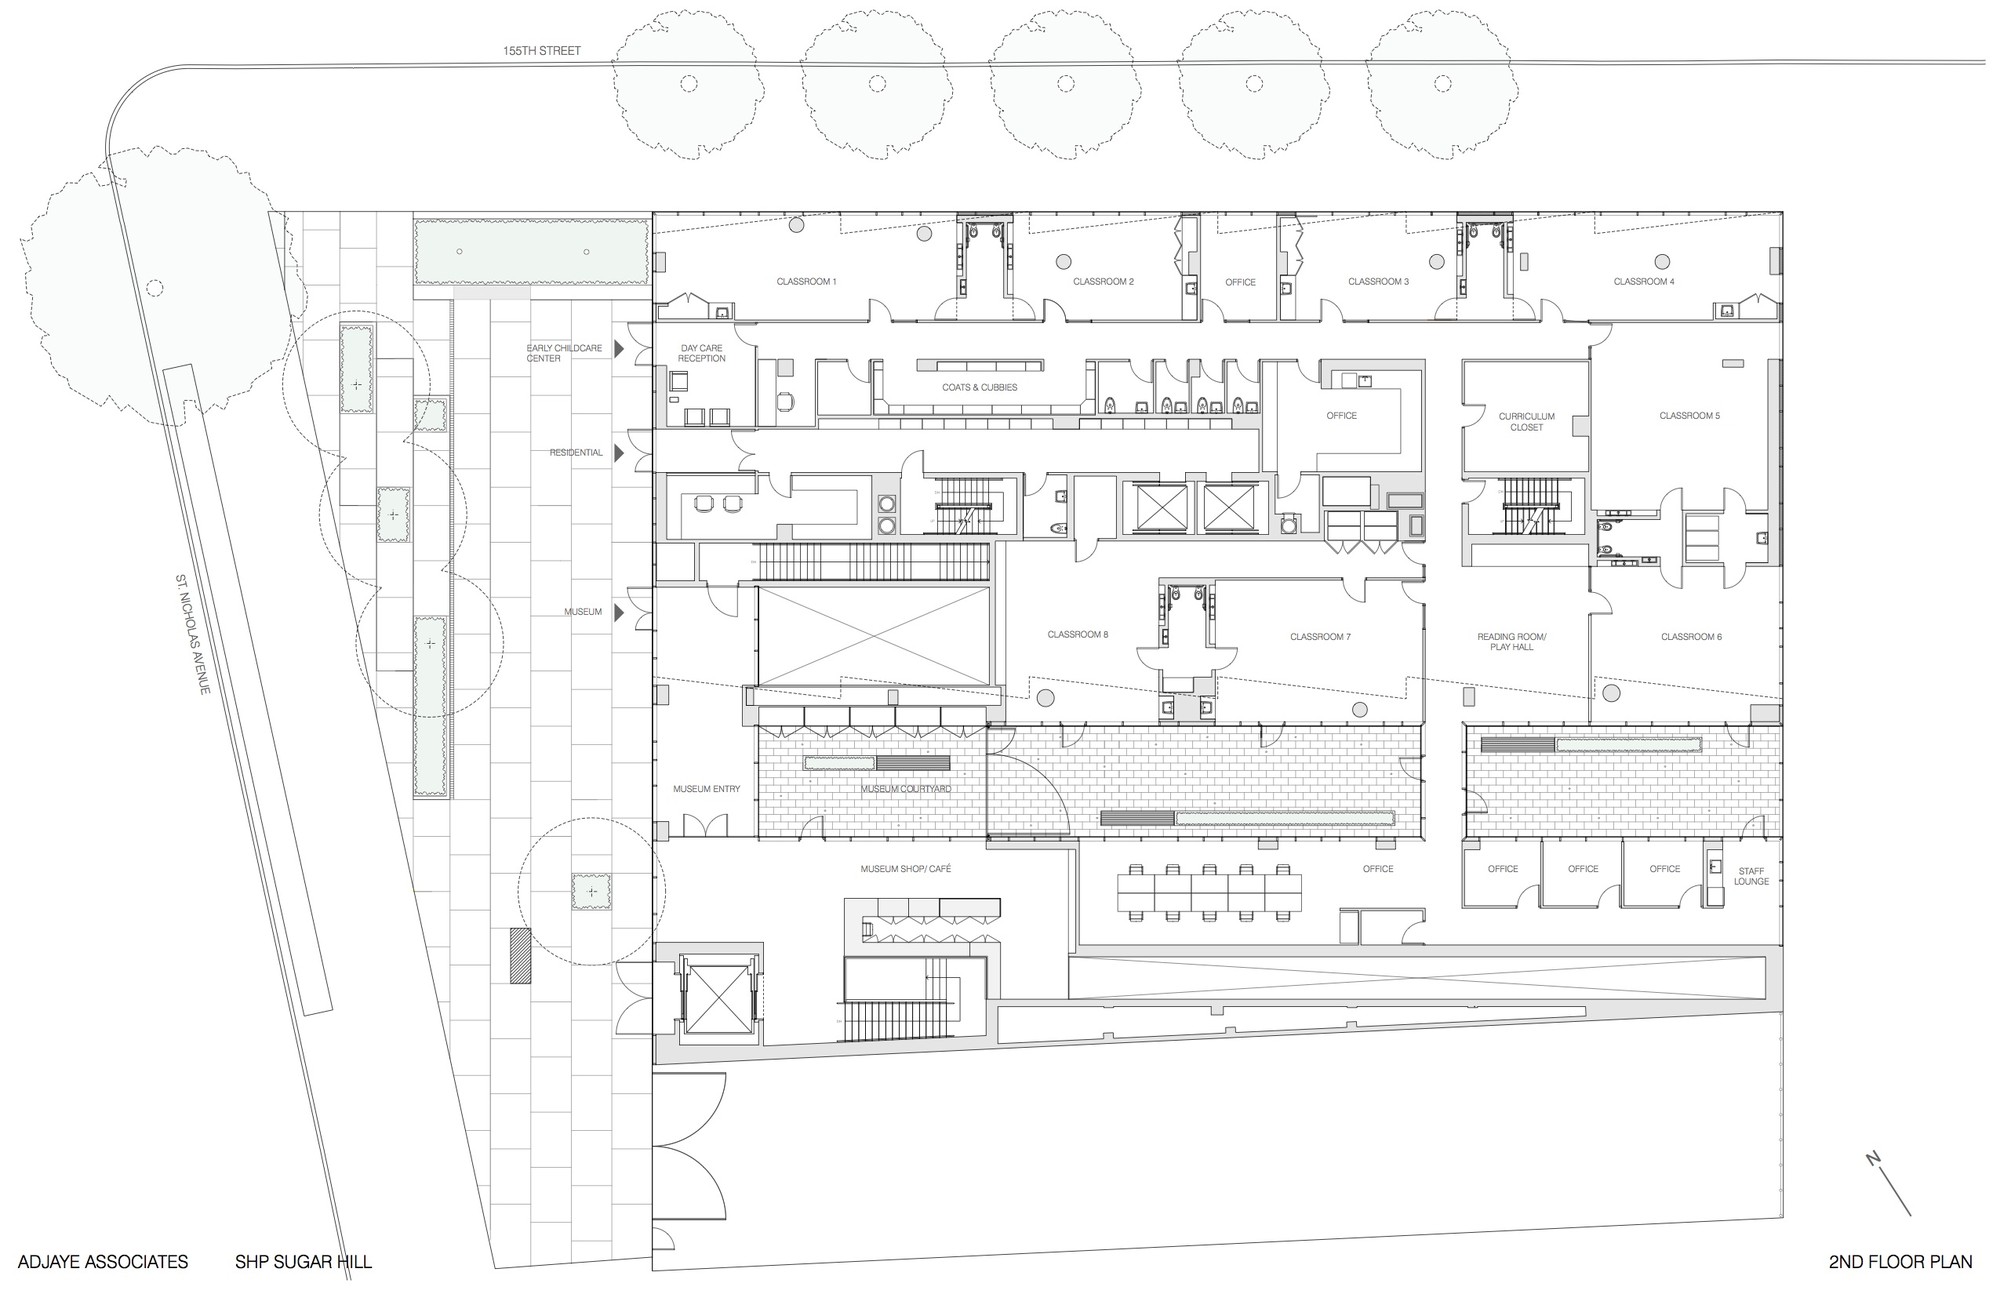 155TH STREET
CLASSROOM 1
CLASSROOM 2
OFFICE
CLASSROOM 3
CLASSROOM 4
EARLY CHILDCARE
CENTER
DAY CARE
RECEPTION
COATS & CUBBIES
OFFICE
CURRICULUM
CLOSET
CLASSROOM 5
RESIDENTIAL
ST. NICHOLAS AVENUE
MUSEUM
CLASSROOM 8
CLASSROOM 7
READING ROOM/
PLAY HALL
CLASSROOM 6
MUSEUM ENTRY
MUSEUM COURTYARD
MUSEUM SHOP/ CAFÉ
OFFICE
OFFICE
OFFICE
OFFICE
STAFF
LOUNGE
N
ADJAYE ASSOCIATES
SHP SUGAR HILL
2ND FLOOR PLAN